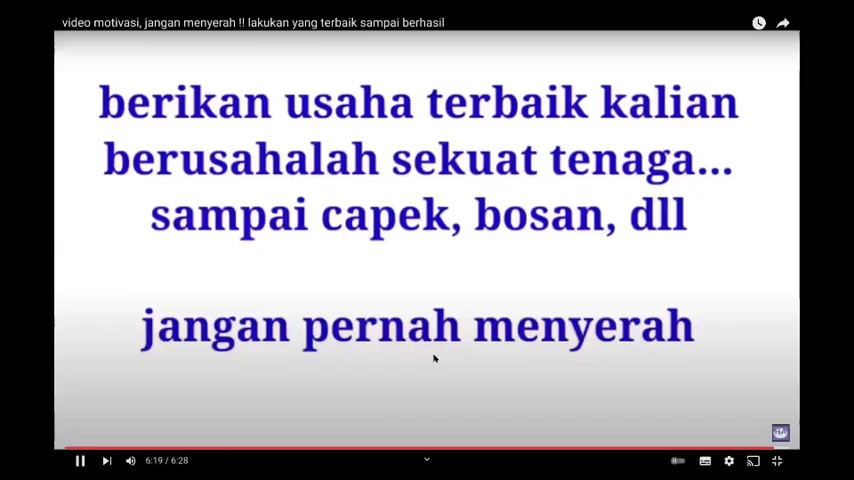 video motivasi, jangan menyerah !! lakukan yang terbaik sampai berhasil
berikan usaha terbaik kalian
berusahalah sekuat tenaga...
sampai capek, bosan, dll
jangan pernah menyerah
6:19 / 6:28